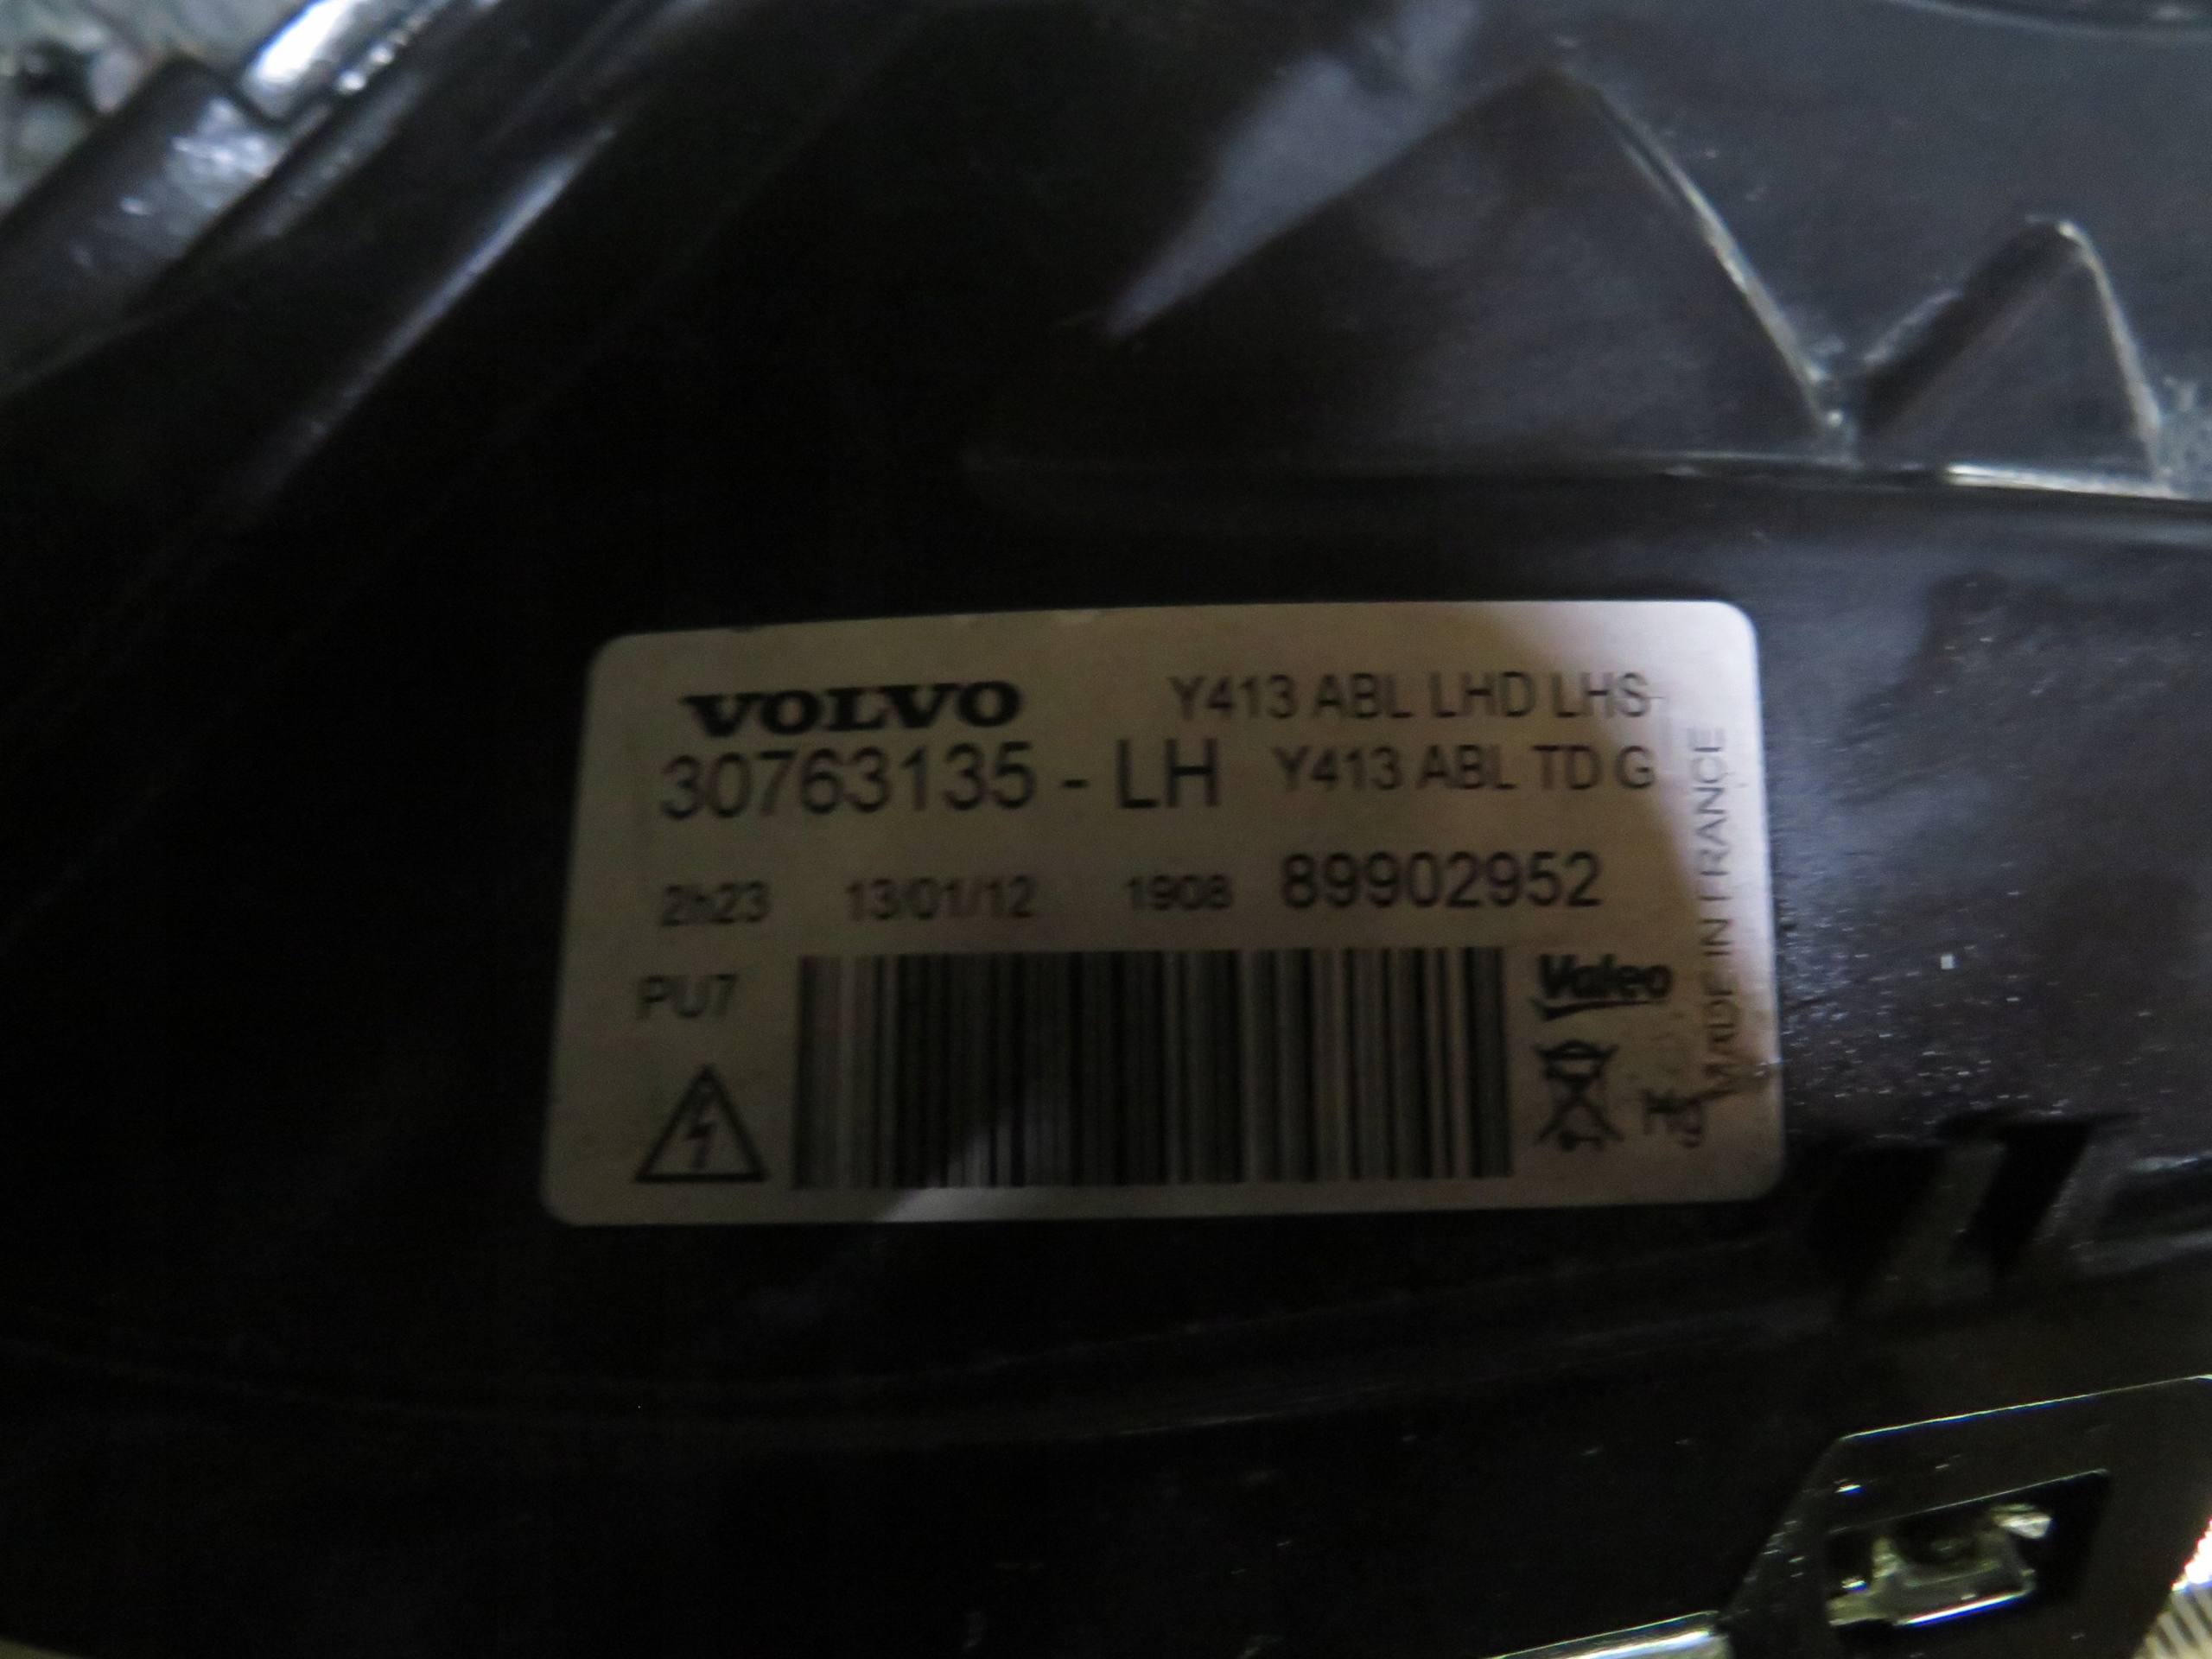 VOLVO Y413 ABL LHD LHS
30763135 - LH Y413 ABL TD G
2h23 13/01/12 1908 89902952
PU7
Valeo
MADE IN FRANCE